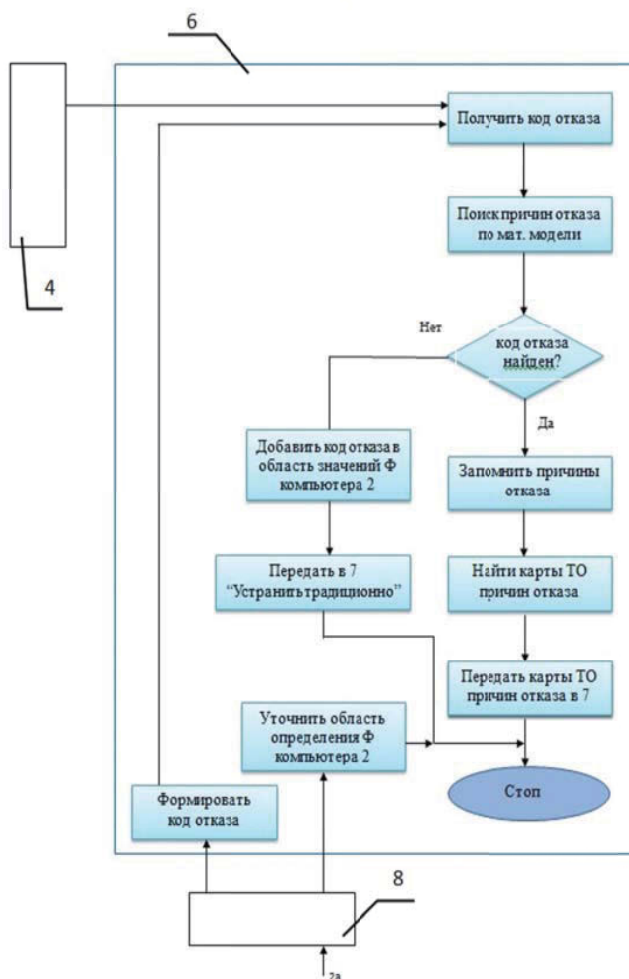 6
Получить код отказа
4
Поиск причин отказа
по мат. модели
Нет
код отказа
найден?
Да
Добавить код отказа в
область значений Ф
компьютера 2
Запомнить причины
отказа
Передать в 7
“Устранить традиционно”
Найти карты ТО
причин отказа
Передать карты ТО
причин отказа в 7
Уточнить область
определения Ф
компьютера 2
Формировать
код отказа
Стоп
8
2а